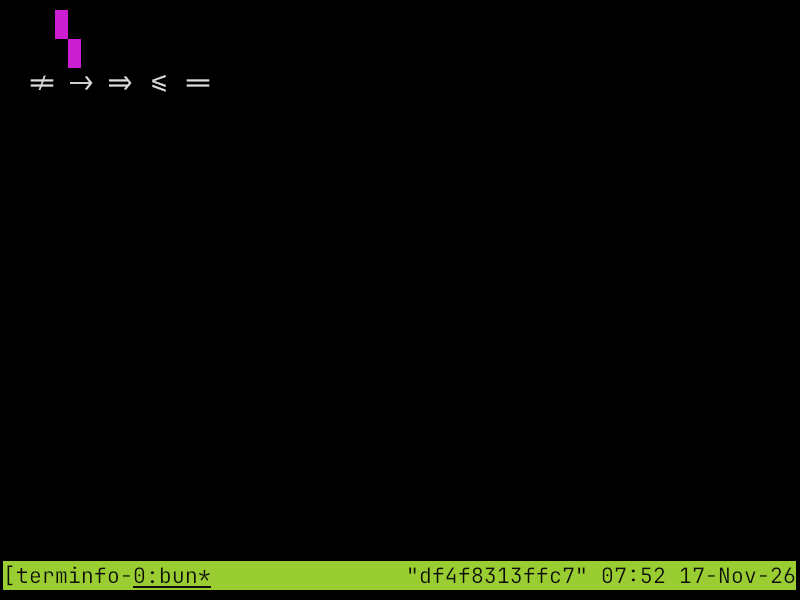 ≠ → ⇒ ⩽ ==
[terminfo-0:bun* "df4f8313ffc7" 07:52 17-Nov-26